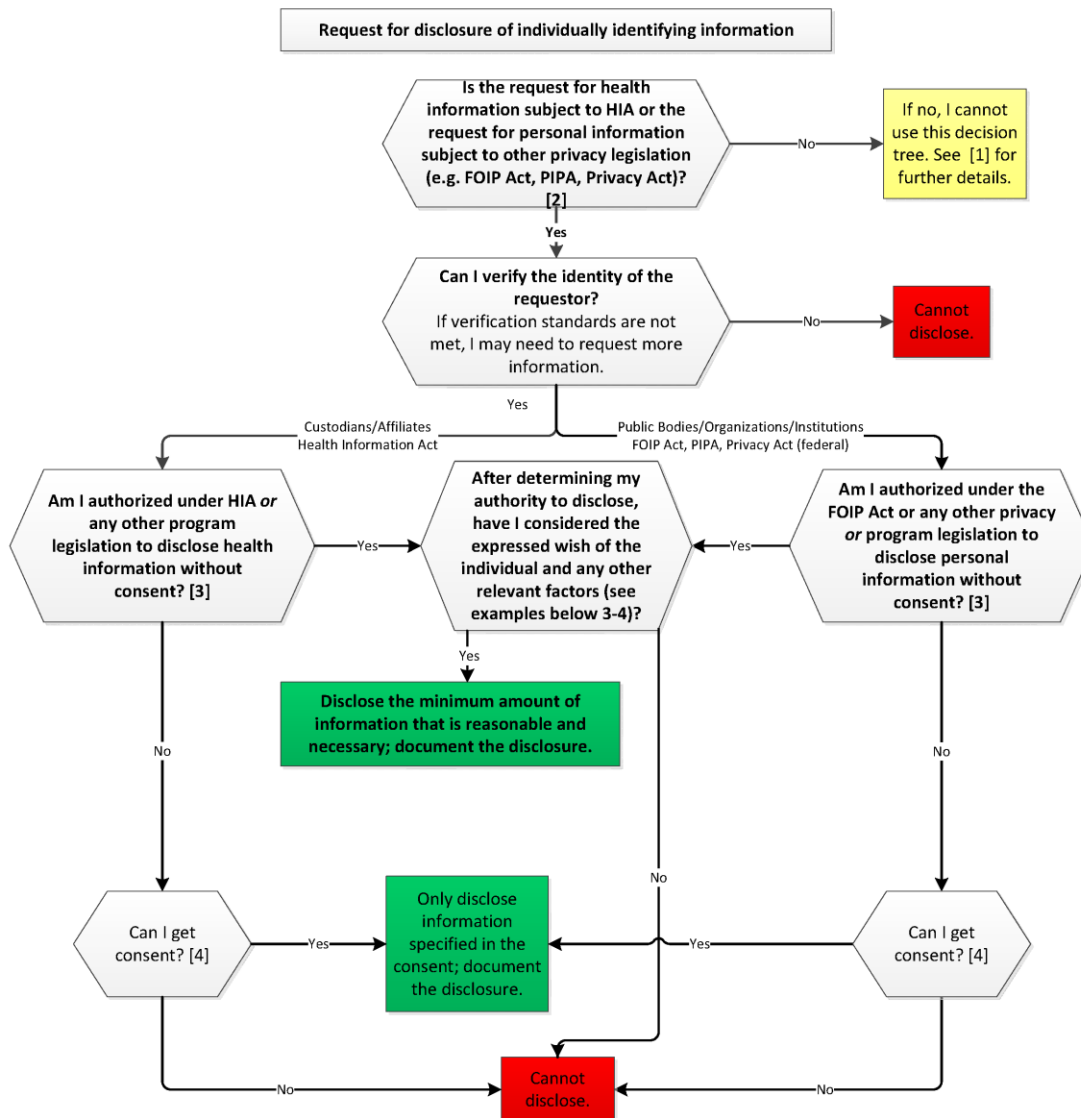 Request for disclosure of individually identifying information
Is the request for health
information subject to HIA or the
request for personal information
subject to other privacy legislation
(e.g. FOIP Act, PIPA, Privacy Act)?
[2]
No
If no, I cannot
use this decision
tree. See [1] for
further details.
Yes
Can I verify the identity of the
requestor?
If verification standards are not
met, I may need to request more
information.
No
Cannot
disclose.
Yes
Custodians/Affiliates
Health Information Act
Public Bodies/Organizations/Institutions
FOIP Act, PIPA, Privacy Act (federal)
Am I authorized under HIA or
any other program
legislation to disclose health
information without
consent? [3]
Yes
After determining my
authority to disclose,
have I considered the
expressed wish of the
individual and any other
relevant factors (see
examples below 3-4)?
Yes
Am I authorized under the
FOIP Act or any other privacy
or program legislation to
disclose personal
information without
consent? [3]
Yes
Disclose the minimum amount of
information that is reasonable and
necessary; document the disclosure.
No
No
No
Can I get
consent? [4]
Yes
Only disclose
information
specified in the
consent; document
the disclosure.
Yes
Can I get
consent? [4]
No
Cannot
disclose.
No